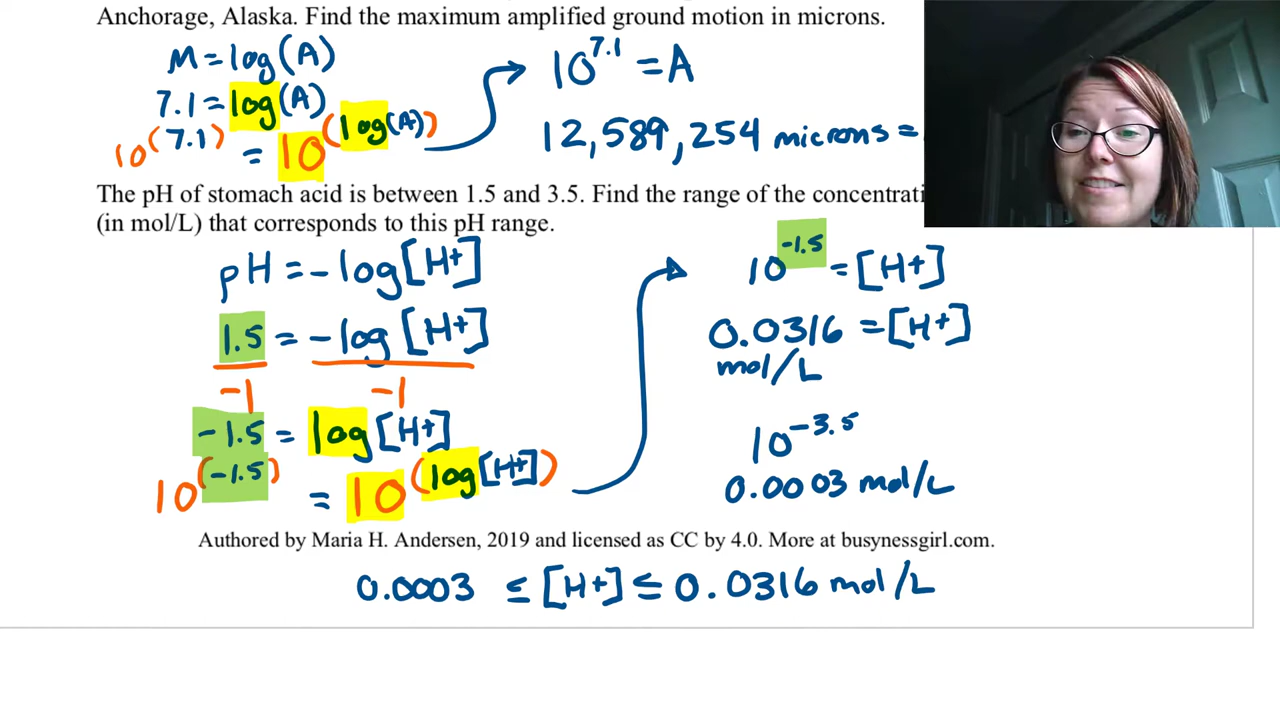 Anchorage, Alaska. Find the maximum amplified ground motion in microns.
M = log(A)
7.1 = log(A)
10^(7.1) = 10^(log(A))
10^7.1 = A
12,589,254 microns =
The pH of stomach acid is between 1.5 and 3.5. Find the range of the
(in mol/L) that corresponds to this pH range.
pH = -log[H+]
1.5 = -log[H+]
-1 -1
-1.5 = log[H+]
10^(-1.5) = 10^(log[H+])
10^-1.5 = [H+]
0.0316 = [H+]
mol/L
10^-3.5
0.0003 mol/L
Authored by Maria H. Andersen, 2019 and licensed as CC by 4.0. More at busynessgirl.com.
0.0003 ≤ [H+] ≤ 0.0316 mol/L